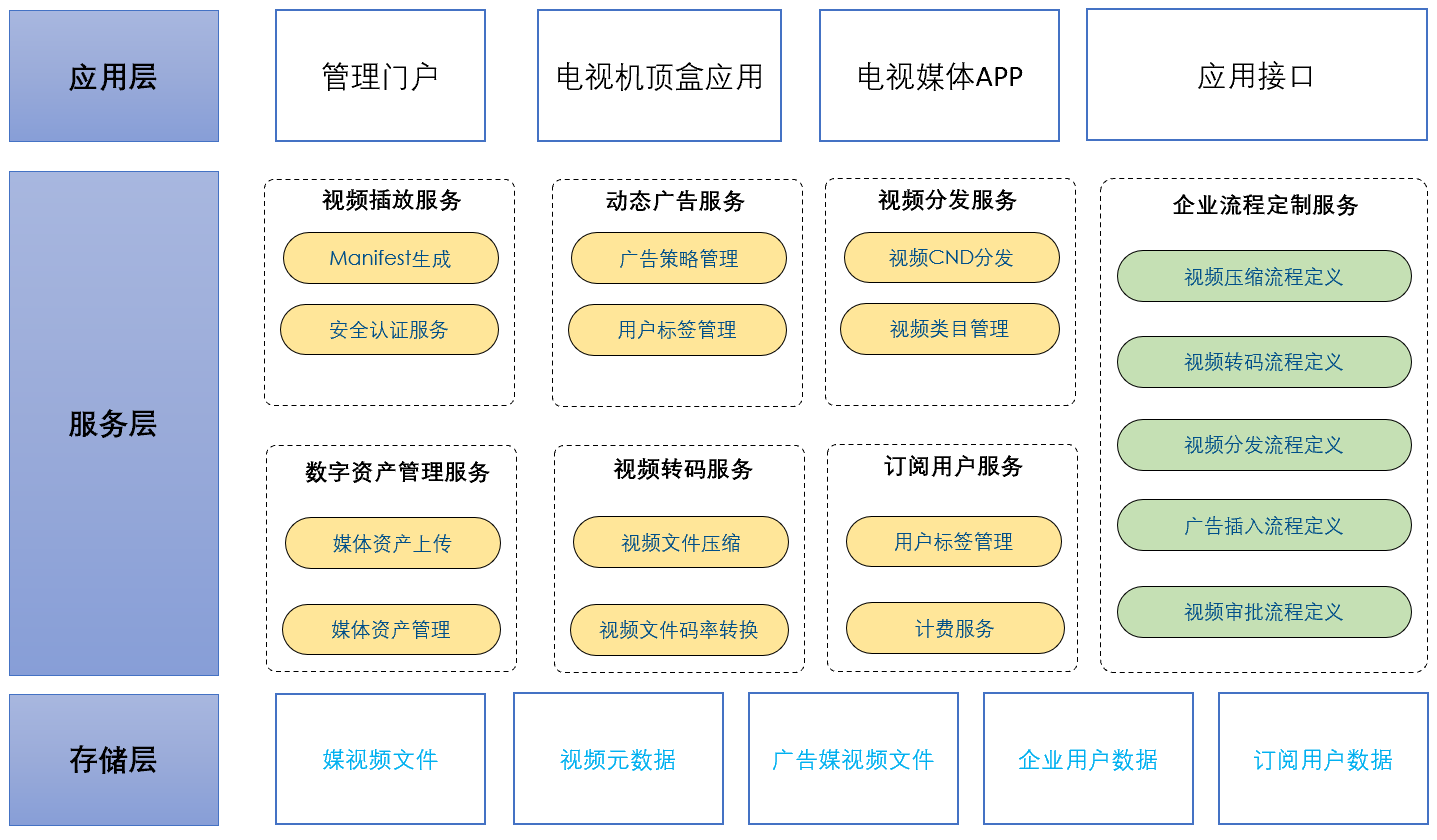 应用层
管理门户
电视机顶盒应用
电视媒体APP
应用接口
服务层
视频插放服务
Manifest生成
安全认证服务
动态广告服务
广告策略管理
用户标签管理
视频分发服务
视频CND分发
视频类目管理
企业流程定制服务
视频压缩流程定义
视频转码流程定义
视频分发流程定义
广告插入流程定义
视频审批流程定义
数字资产管理服务
媒体资产上传
媒体资产管理
视频转码服务
视频文件压缩
视频文件码率转换
订阅用户服务
用户标签管理
计费服务
存储层
媒视频文件
视频元数据
广告媒视频文件
企业用户数据
订阅用户数据